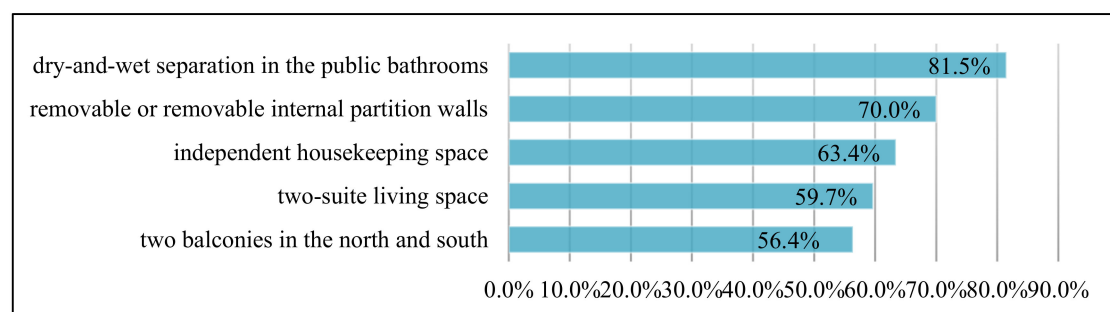 dry-and-wet separation in the public bathrooms 81.5%
removable or removable internal partition walls 70.0%
independent housekeeping space 63.4%
two-suite living space 59.7%
two balconies in the north and south 56.4%
0.0% 10.0% 20.0% 30.0% 40.0% 50.0% 60.0% 70.0% 80.0% 90.0%